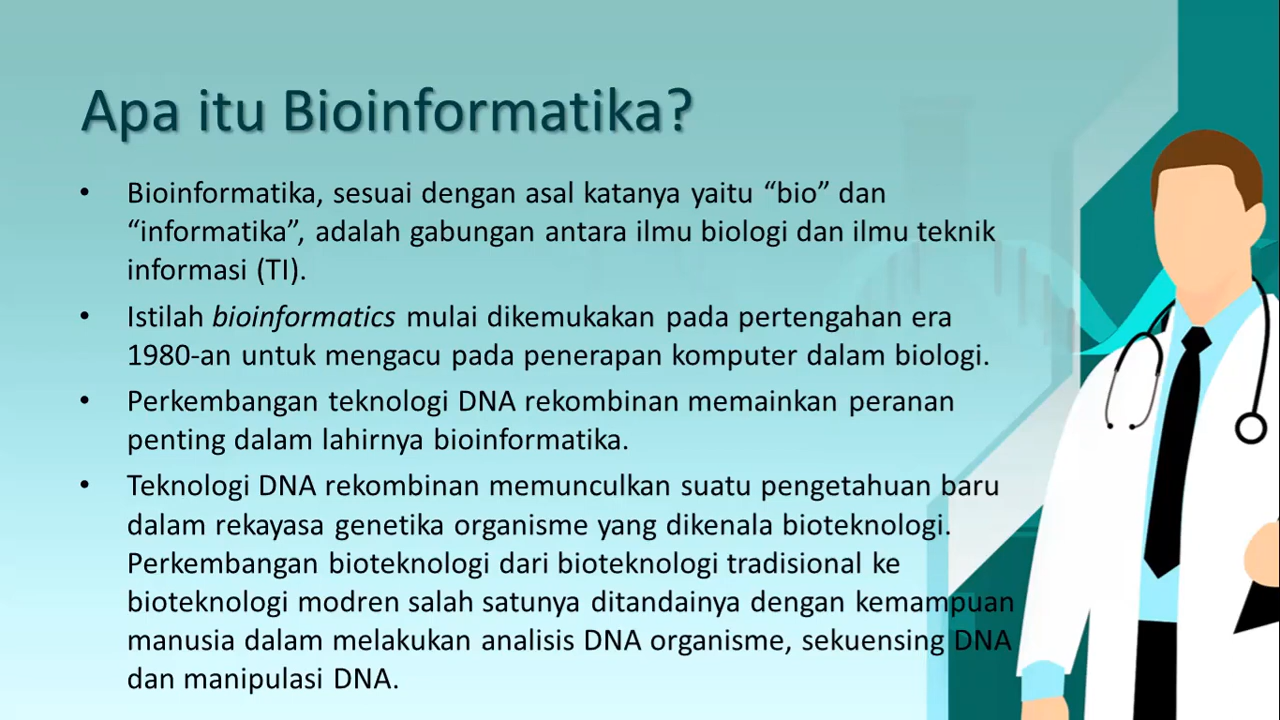 Apa itu Bioinformatika?
• Bioinformatika, sesuai dengan asal katanya yaitu “bio” dan
“informatika”, adalah gabungan antara ilmu biologi dan ilmu teknik
informasi (TI).
• Istilah bioinformatics mulai dikemukakan pada pertengahan era
1980-an untuk mengacu pada penerapan komputer dalam biologi.
• Perkembangan teknologi DNA rekombinan memainkan peranan
penting dalam lahirnya bioinformatika.
• Teknologi DNA rekombinan memunculkan suatu pengetahuan baru
dalam rekayasa genetika organisme yang dikenala bioteknologi.
Perkembangan bioteknologi dari bioteknologi tradisional ke
bioteknologi modren salah satunya ditandainya dengan kemampuan
manusia dalam melakukan analisis DNA organisme, sekuensing DNA
dan manipulasi DNA.